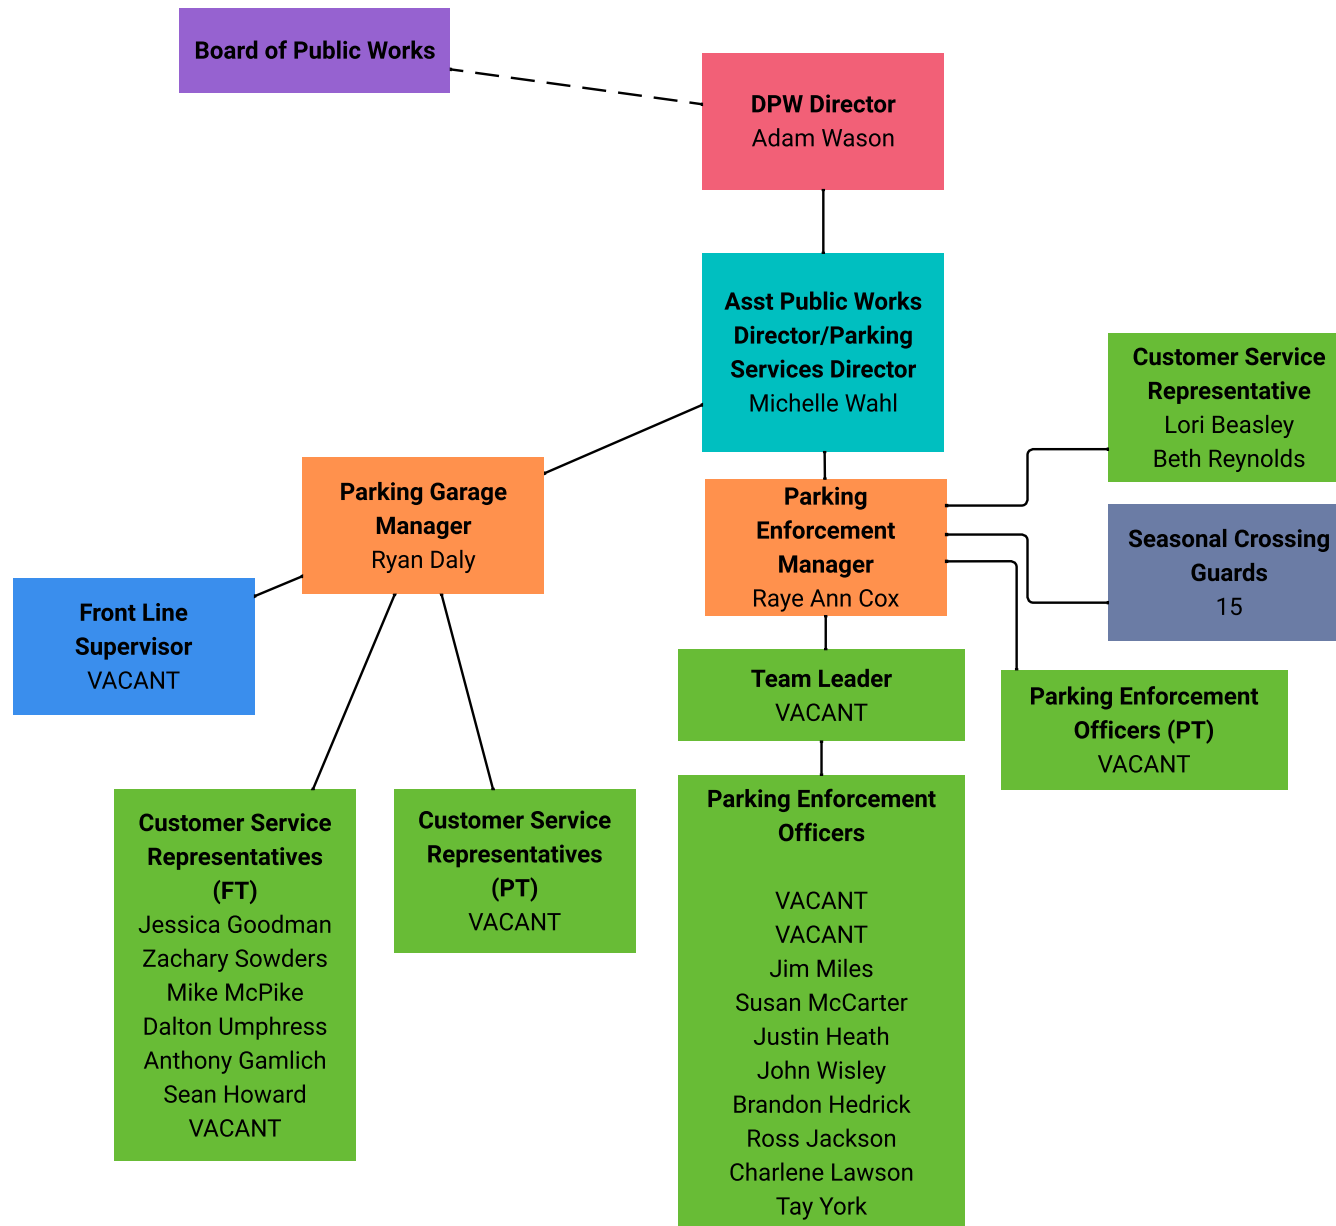 Board of Public Works
DPW Director
Adam Wason
Asst Public Works
Director/Parking
Services Director
Michelle Wahl
Customer Service
Representative
Lori Beasley
Beth Reynolds
Parking Garage
Manager
Ryan Daly
Parking
Enforcement
Manager
Raye Ann Cox
Seasonal Crossing
Guards
15
Front Line
Supervisor
VACANT
Team Leader
VACANT
Parking Enforcement
Officers (PT)
VACANT
Customer Service
Representatives
(FT)
Jessica Goodman
Zachary Sowders
Mike McPike
Dalton Umphress
Anthony Gamlich
Sean Howard
VACANT
Customer Service
Representatives
(PT)
VACANT
Parking Enforcement
Officers
VACANT
VACANT
Jim Miles
Susan McCarter
Justin Heath
John Wisley
Brandon Hedrick
Ross Jackson
Charlene Lawson
Tay York